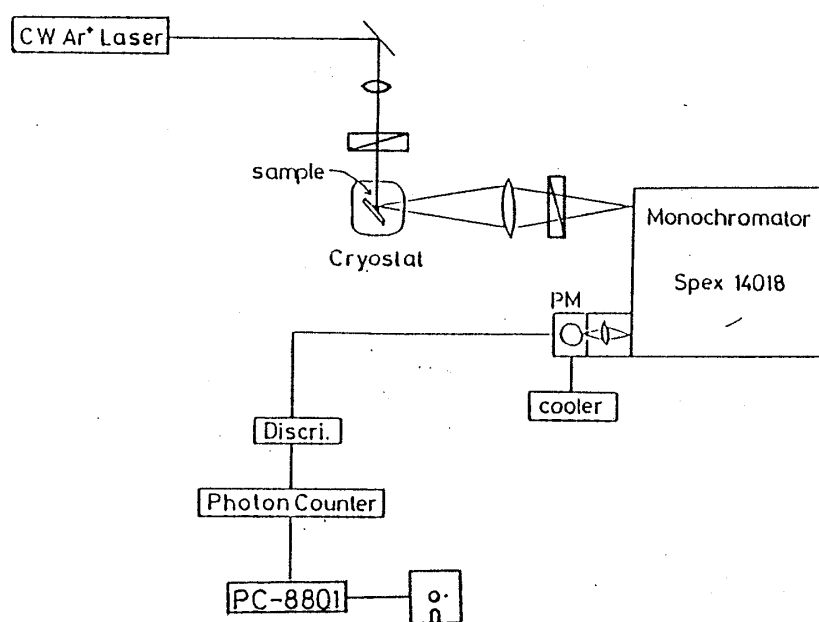 CW Ar⁺ Laser
sample
Cryostat
Monochromator
Spex 14018
PM
cooler
Discri.
Photon Counter
PC-8801